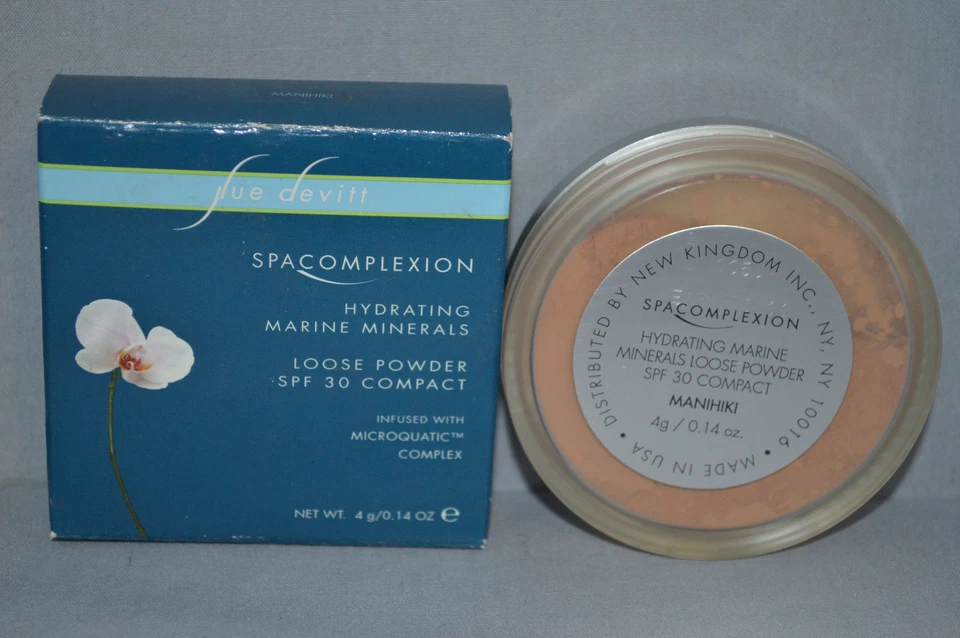 MANIHIKI
sue devitt
SPACOMPLEXION
HYDRATING
MARINE MINERALS
LOOSE POWDER
SPF 30 COMPACT
INFUSED WITH
MICROQUATIC™
COMPLEX
NET WT. 4 g/0.14 OZ ℮
DISTRIBUTED BY NEW KINGDOM INC., NY, NY 10016 • MADE IN USA •
SPACOMPLEXION
HYDRATING MARINE
MINERALS LOOSE POWDER
SPF 30 COMPACT
MANIHIKI
4g / 0.14 oz.